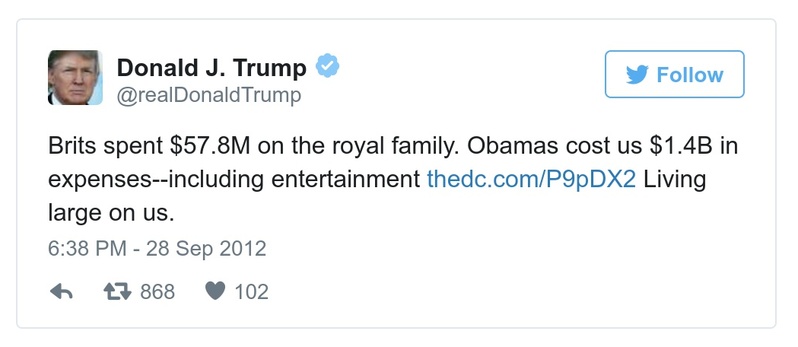 Donald J. Trump
@realDonaldTrump
Follow
Brits spent $57.8M on the royal family. Obamas cost us $1.4B in
expenses--including entertainment thedc.com/P9pDX2 Living
large on us.
6:38 PM - 28 Sep 2012
868 102